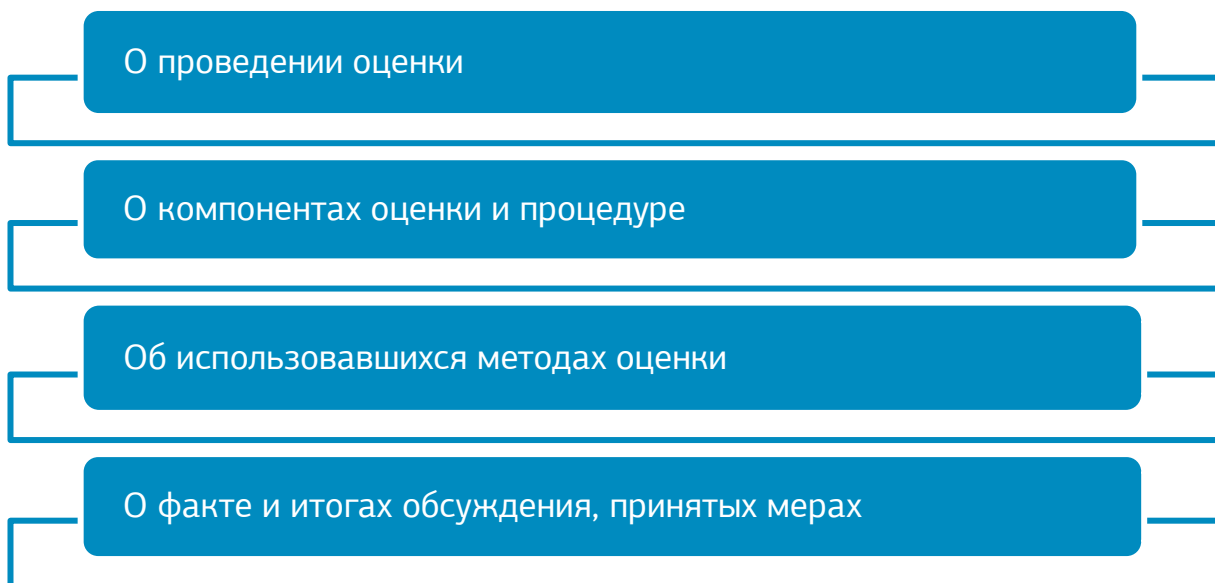 О проведении оценки
О компонентах оценки и процедуре
Об использовавшихся методах оценки
О факте и итогах обсуждения, принятых мерах